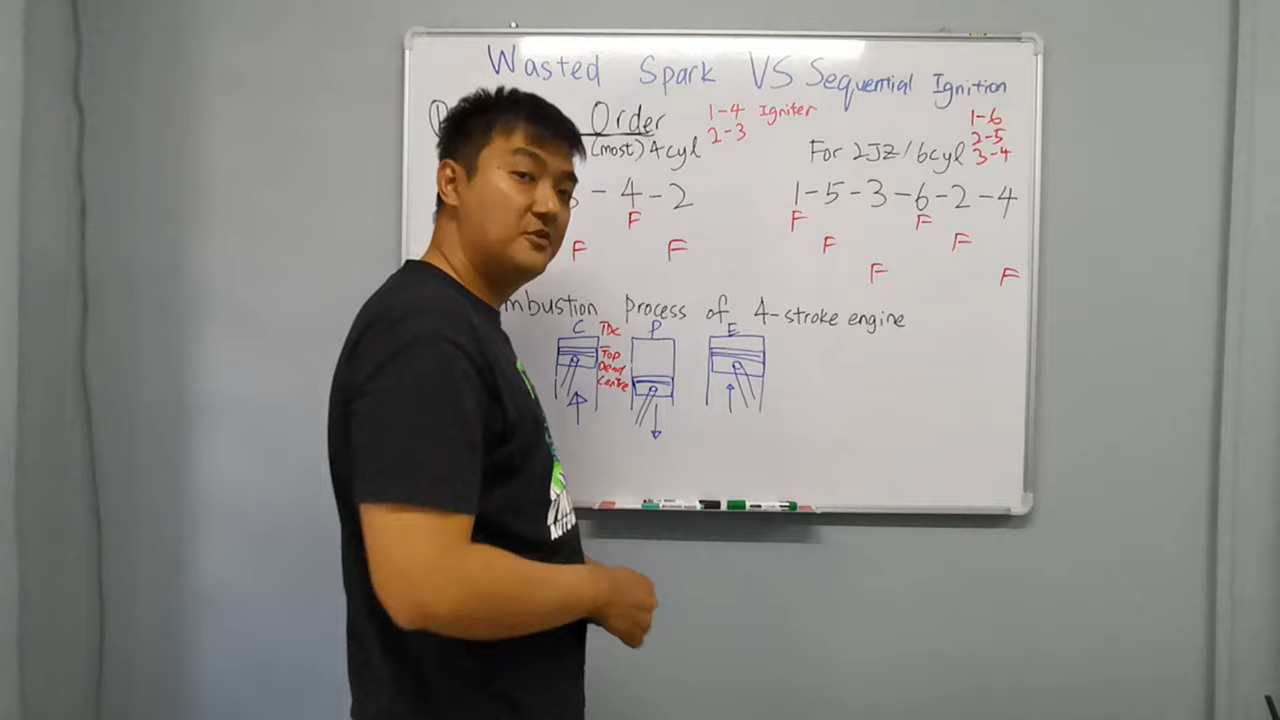 Wasted Spark VS Sequential Ignition
Order
1-4 Igniter
2-3
1-6
2-5
3-4
(most) 4cyl
For 2JZ/6cyl
- 4 - 2
1-5-3-6-2-4
F
F
F
F
F
F
F
F
F
mbustion Process of 4-stroke engine
C TDC P E
Top
Dead
Centre